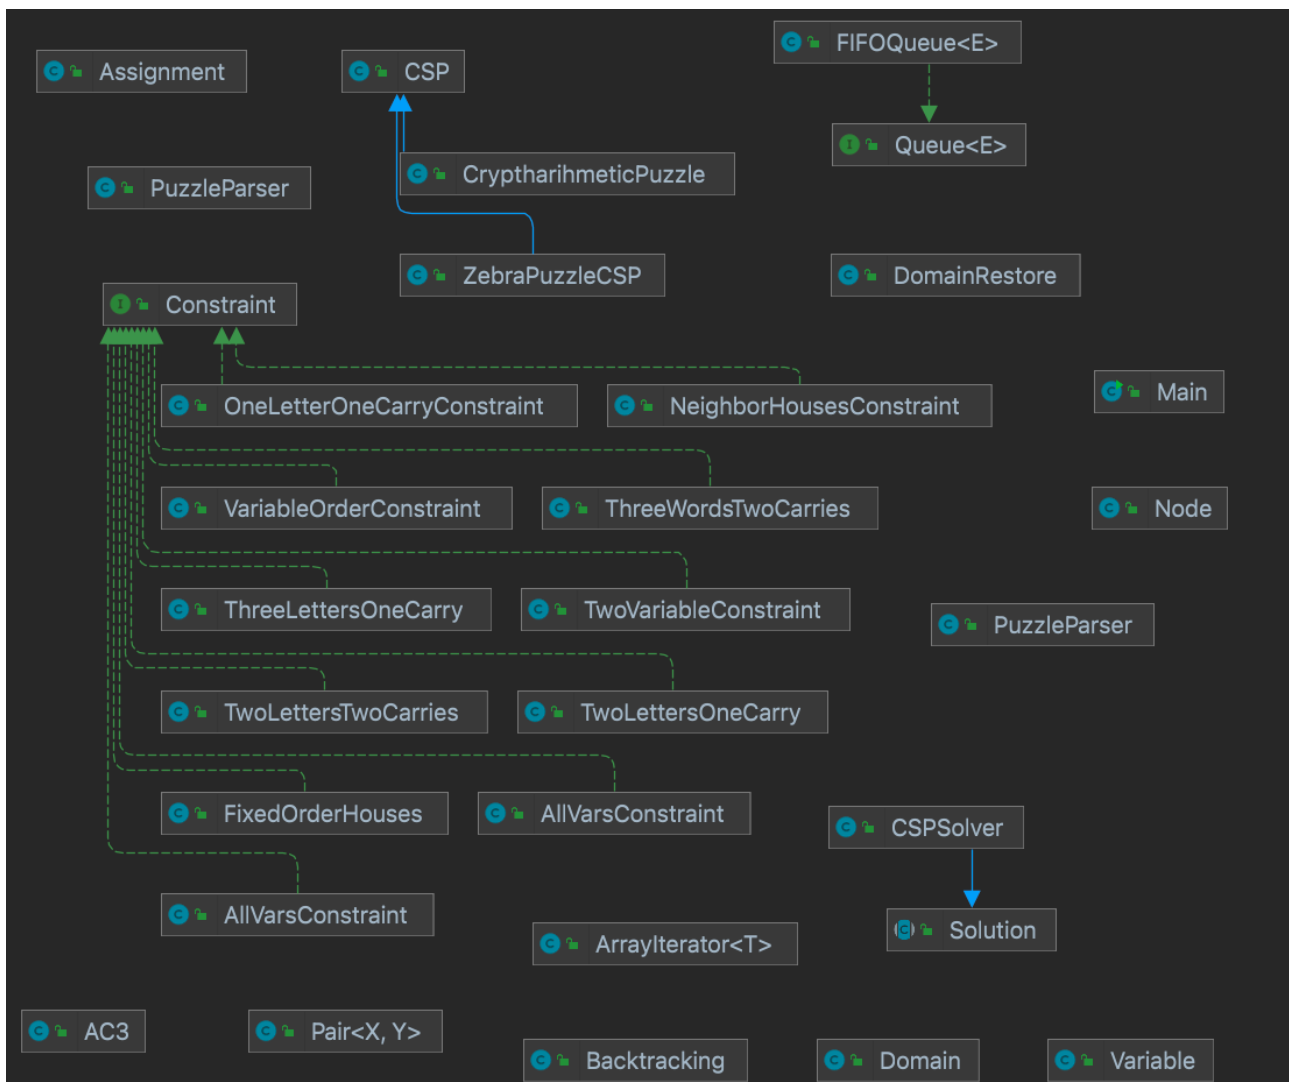 FIFOQueue<E>
Assignment
CSP
Queue<E>
CryptharihmeticPuzzle
PuzzleParser
ZebraPuzzleCSP
DomainRestore
Constraint
Main
OneLetterOneCarryConstraint
NeighborHousesConstraint
VariableOrderConstraint
ThreeWordsTwoCarries
Node
ThreeLettersOneCarry
TwoVariableConstraint
PuzzleParser
TwoLettersTwoCarries
TwoLettersOneCarry
FixedOrderHouses
AllVarsConstraint
CSPSolver
AllVarsConstraint
Solution
ArrayIterator<T>
AC3
Pair<X, Y>
Backtracking
Domain
Variable